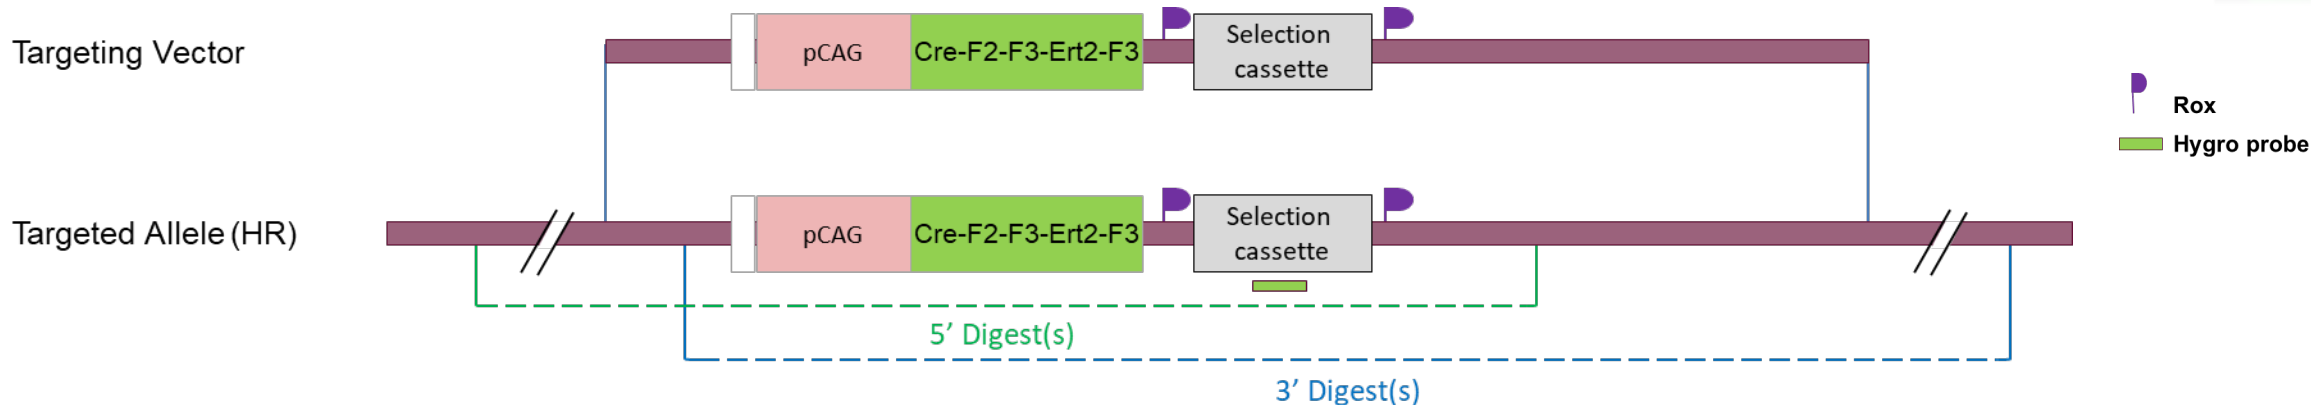 Targeting Vector
pCAG
Cre-F2-F3-Ert2-F3
Selection
cassette
Rox
Hygro probe
Targeted Allele (HR)
pCAG
Cre-F2-F3-Ert2-F3
Selection
cassette
5’ Digest(s)
3’ Digest(s)